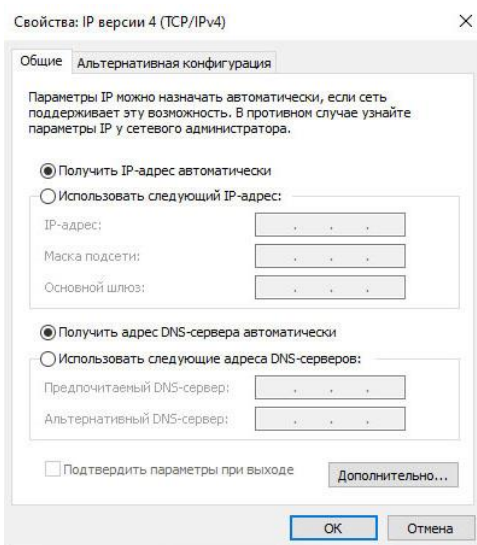 Свойства: IP версии 4 (TCP/IPv4)
Общие Альтернативная конфигурация
Параметры IP можно назначать автоматически, если сеть
поддерживает эту возможность. В противном случае узнайте
параметры IP у сетевого администратора.
Получить IP-адрес автоматически
Использовать следующий IP-адрес:
IP-адрес:
Маска подсети:
Основной шлюз:
Получить адрес DNS-сервера автоматически
Использовать следующие адреса DNS-серверов:
Предпочитаемый DNS-сервер:
Альтернативный DNS-сервер:
Подтвердить параметры при выходе
Дополнительно...
ОК Отмена